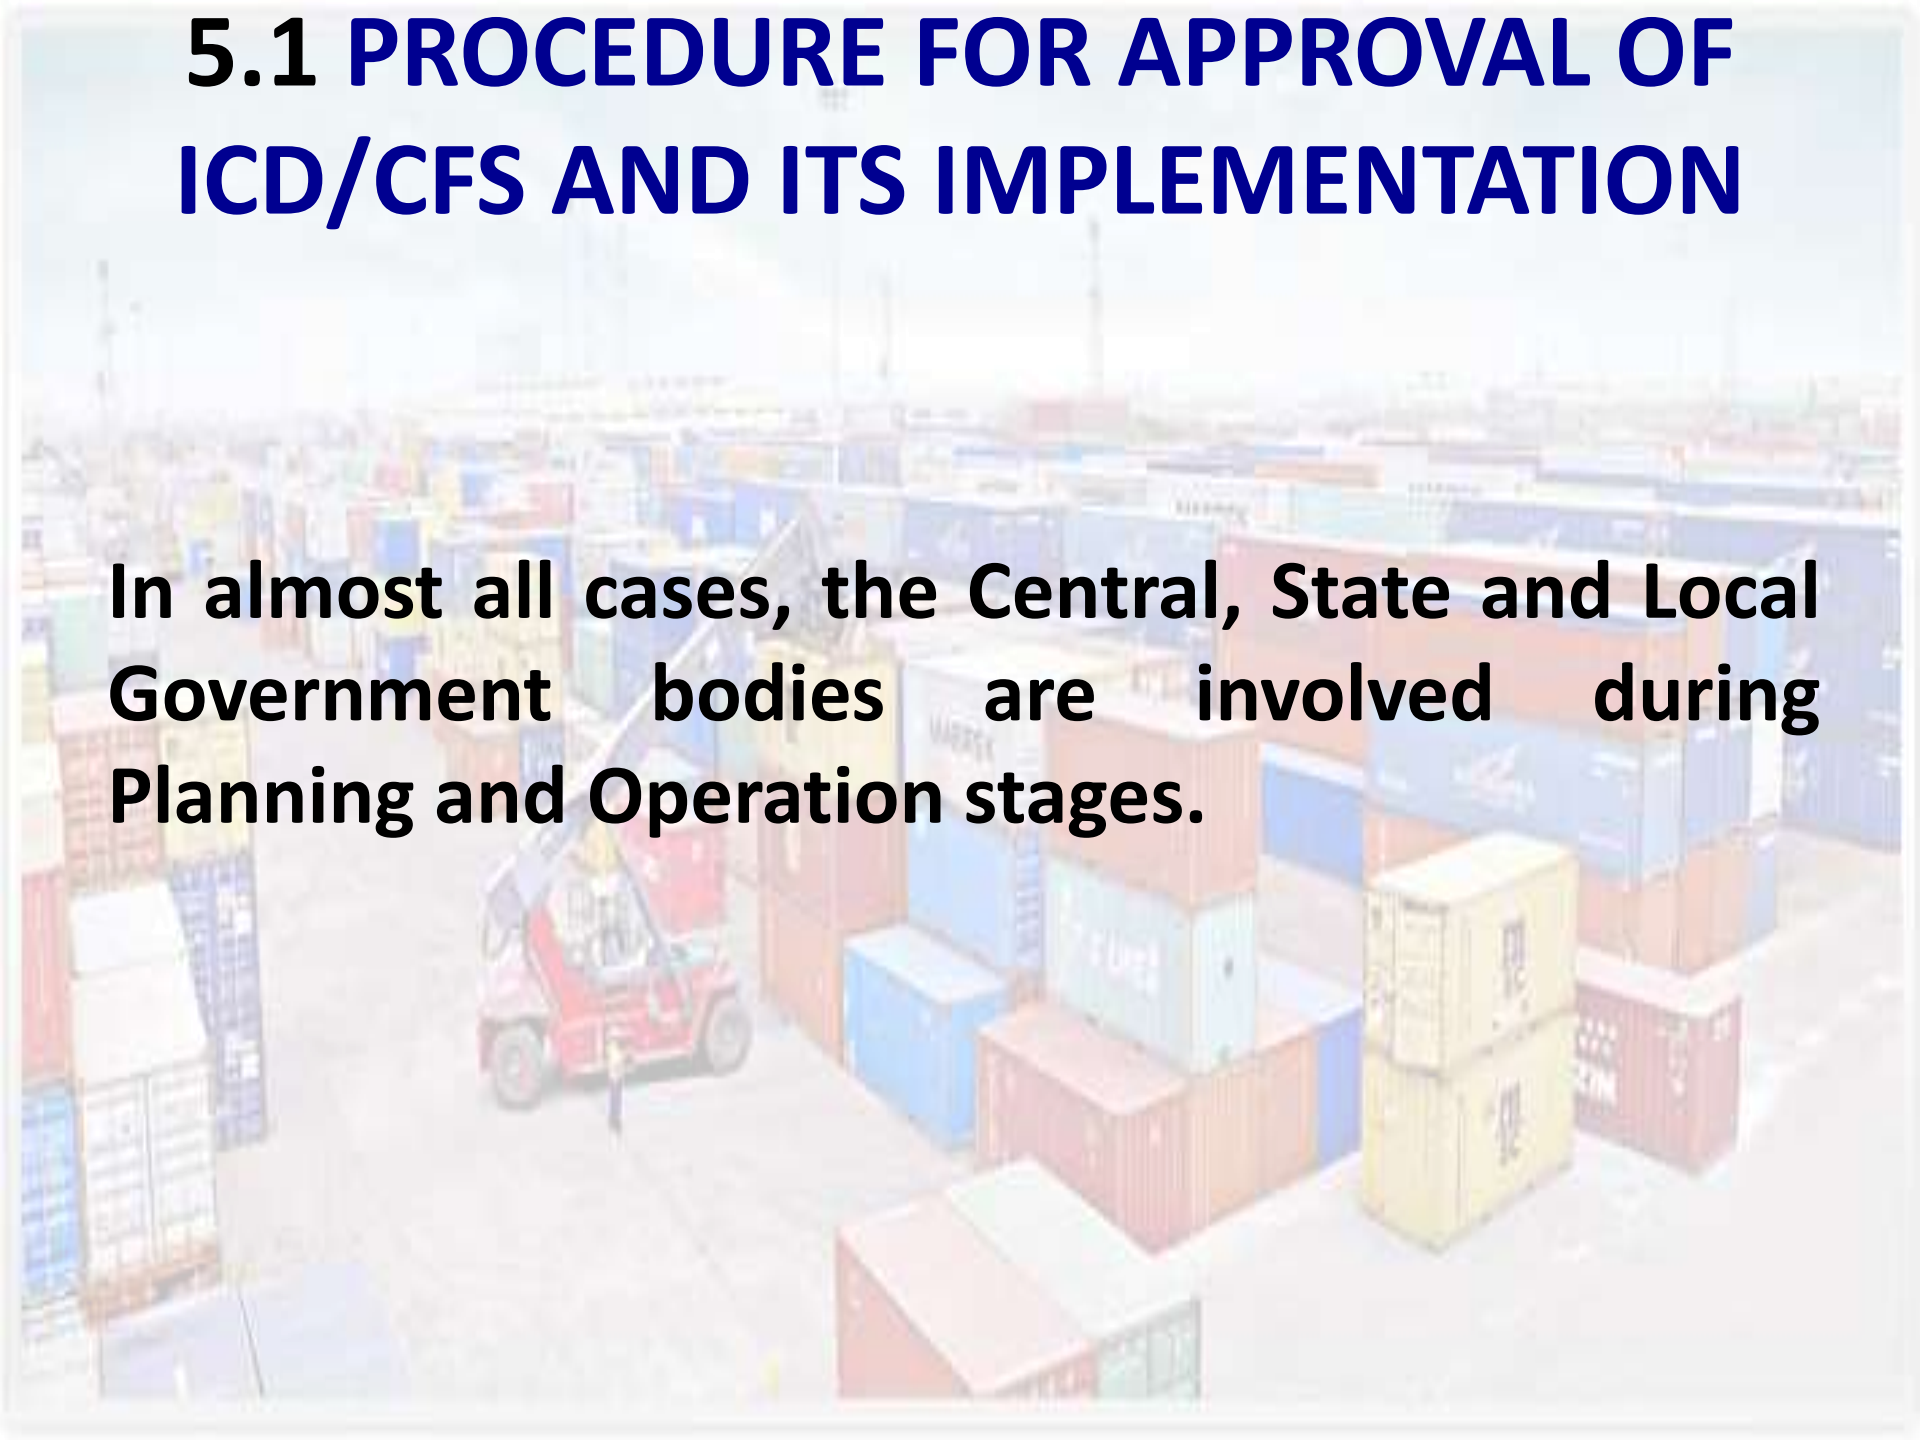 5.1 PROCEDURE FOR APPROVAL OF
ICD/CFS AND ITS IMPLEMENTATION
In almost all cases, the Central, State and Local
Government bodies are involved during
Planning and Operation stages.